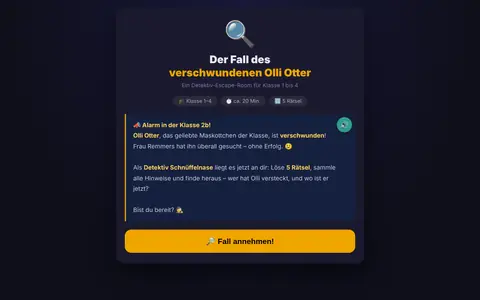 Der Fall des
verschwundenen Olli Otter
Ein Detektiv-Escape-Room für Klasse 1 bis 4
Klasse 1–4
ca. 20 Min
5 Rätsel
Alarm in der Klasse 2b!
Olli Otter, das geliebte Maskottchen der Klasse, ist verschwunden!
Frau Remmers hat ihn überall gesucht – ohne Erfolg.
Als Detektiv Schnüffelnase liegt es jetzt an dir: Löse 5 Rätsel, sammle
alle Hinweise und finde heraus – wer hat Olli versteckt, und wo ist er
jetzt?
Bist du bereit?
Fall annehmen!